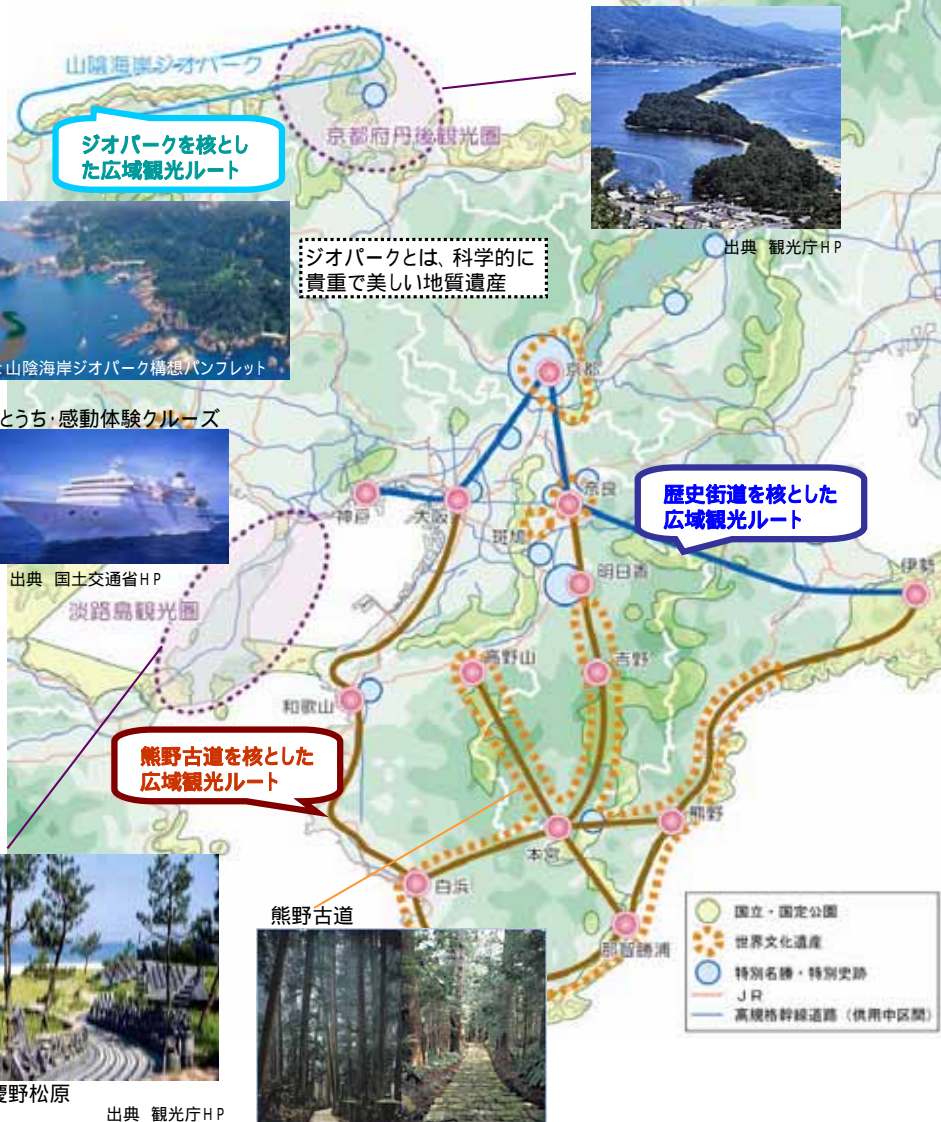 山陰海岸ジオパーク
京都府丹後観光圏
ジオパークを核とし
た広域観光ルート
出典 観光庁HP
ジオパークとは、科学的に
貴重で美しい地質遺産
山陰海岸ジオパーク構想パンフレット
京都
とうち・感動体験クルーズ
神戸
大阪
奈良
斑鳩
歴史街道を核とした
広域観光ルート
出典 国土交通省HP
明日香
伊勢
淡路島観光圏
高野山
吉野
和歌山
熊野古道を核とした
広域観光ルート
熊野
本宮
白浜
熊野古道
那智勝浦
国立・国定公園
世界文化遺産
特別名勝・特別史跡
JR
高規格幹線道路(供用中区間)
慶野松原
出典 観光庁HP